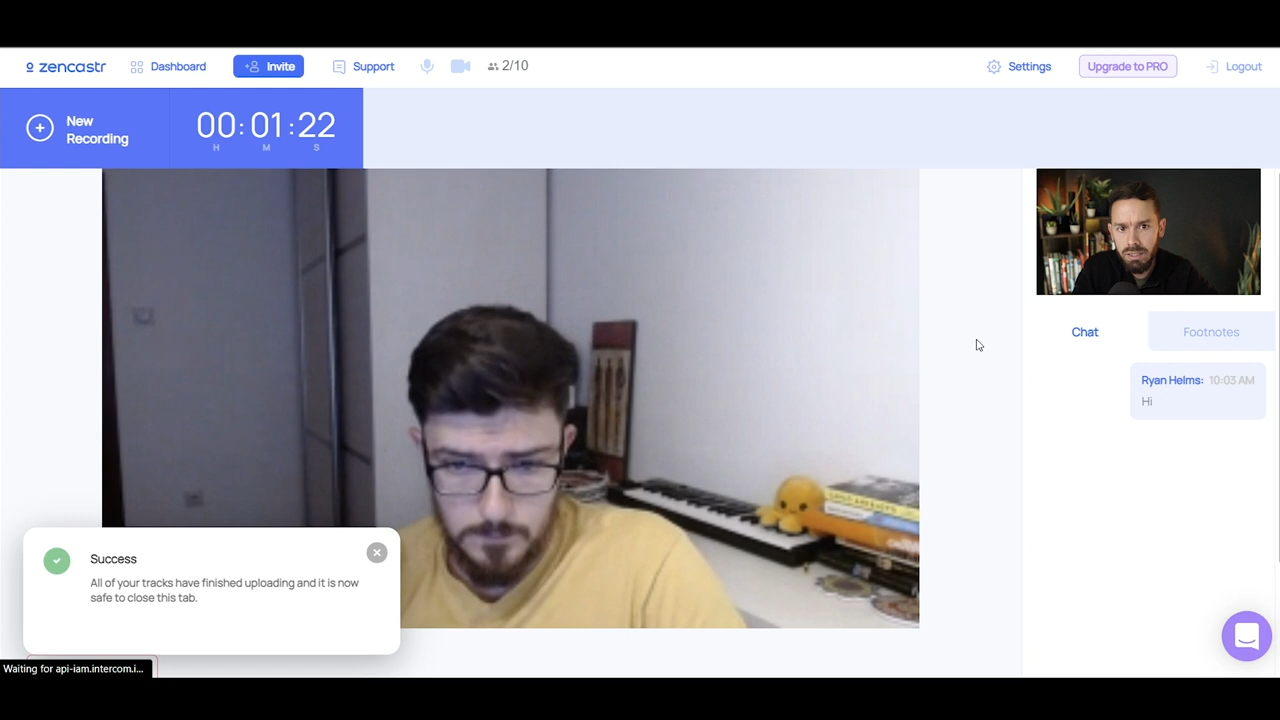 zencastr
Dashboard
Invite
Support
2/10
Settings
Upgrade to PRO
Logout
New
Recording
00:01:22
H M S
Chat
Footnotes
Ryan Helms: 10:03 AM
Hi
Success
All of your tracks have finished uploading and it is now
safe to close this tab.
Waiting for api-iam.intercom.i...